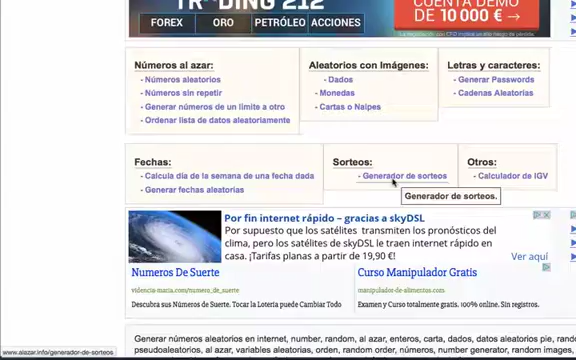 TRADING 212
FOREX ORO PETRÓLEO ACCIONES
CUENTA DEMO
DE 10 000 € →
Números al azar:
- Números aleatorios
- Números sin repetir
- Generar números de un limite a otro
- Ordenar lista de datos aleatoriamente
Aleatorios con Imágenes:
- Dados
- Monedas
- Cartas o Naipes
Letras y caracteres:
- Generar Passwords
- Cadenas Aleatorias
Fechas:
- Calcula día de la semana de una fecha dada
- Generar fechas aleatorias
Sorteos:
- Generador de sorteos
Otros:
- Calculador de IGV
Generador de sorteos.
Por fin internet rápido – gracias a skyDSL
Por supuesto que los satélites transmiten los pronósticos del
clima, pero los satélites de skyDSL le traen internet rápido en
casa. ¡Tarifas planas a partir de 19,90 €!
Ver aquí
Numeros De Suerte
videncia-maria.com/numero_de_suerte
Descubra sus Números de Suerte. Tocar la Loteria puede Cambiar Todo
Curso Manipulador Gratis
manipulador-de-alimentos.com
Examen y Curso totalmente gratis. 100% online. Sin registros.
Generar números aleatorios en internet, number, random, al azar, enteros, carta, dados, datos aleatorios pie, rand
pseudoaleatorios, al azar, variables aleatorias, orden, random order, números, number generator, random images,
www.alazar.info/generador-de-sorteos